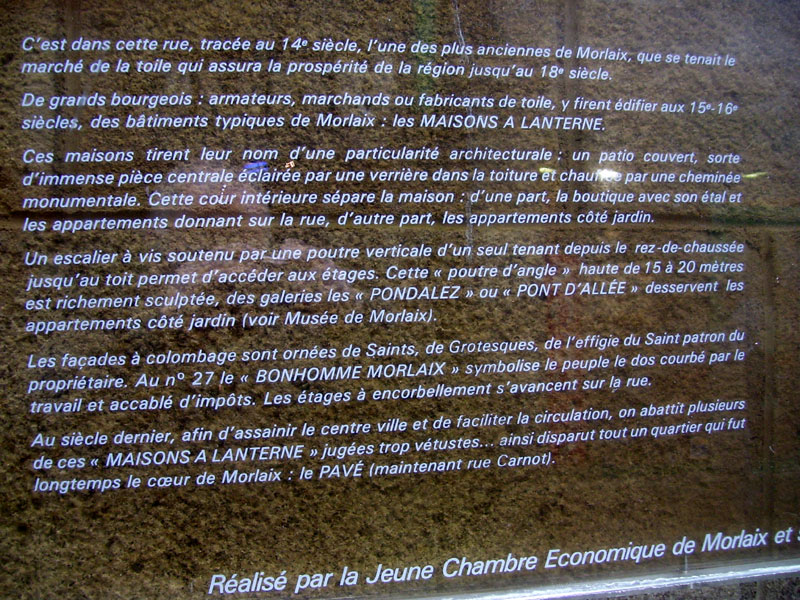 C'est dans cette rue, tracée au 14e siècle, l'une des plus anciennes de Morlaix, que se tenait le
marché de la toile qui assura la prospérité de la région jusqu'au 18e siècle.
De grands bourgeois : armateurs, marchands ou fabricants de toile, y firent édifier aux 15e-16e
siècles, des bâtiments typiques de Morlaix : les MAISONS A LANTERNE.
Ces maisons tirent leur nom d'une particularité architecturale : un patio couvert, sorte
d'immense pièce centrale éclairée par une verrière dans la toiture et chauffée par une cheminée
monumentale. Cette cour intérieure sépare la maison : d'une part, la boutique avec son étal et
les appartements donnant sur la rue, d'autre part, les appartements côté jardin.
Un escalier à vis soutenu par une poutre verticale d'un seul tenant depuis le rez-de-chaussée
jusqu'au toit permet d'accéder aux étages. Cette « poutre d'angle » haute de 15 à 20 mètres
est richement sculptée, des galeries les « PONDALEZ » ou « PONT D'ALLÉE » desservent les
appartements côté jardin (voir Musée de Morlaix).
Les façades à colombage sont ornées de Saints, de Grotesques, de l'effigie du Saint patron du
propriétaire. Au nº 27 le « BONHOMME MORLAIX » symbolise le peuple le dos courbé par le
travail et accablé d'impôts. Les étages à encorbellement s'avancent sur la rue.
Au siècle dernier, afin d'assainir le centre ville et de faciliter la circulation, on abattit plusieurs
de ces « MAISONS A LANTERNE » jugées trop vétustes... ainsi disparut tout un quartier qui fut
longtemps le cœur de Morlaix : le PAVÉ (maintenant rue Carnot).
Réalisé par la Jeune Chambre Economique de Morlaix et